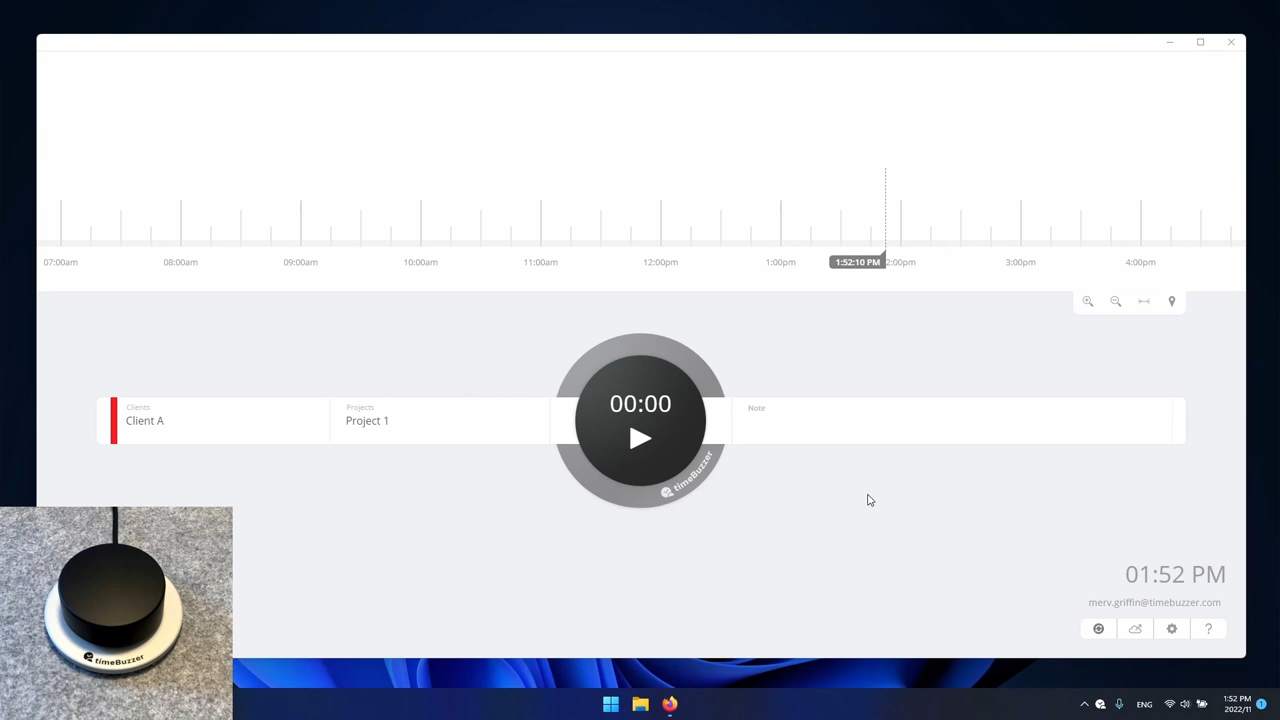 07:00am 08:00am 09:00am 10:00am 11:00am 12:00pm 1:00pm 1:52:10 PM 2:00pm 3:00pm 4:00pm
Clients
Client A
Projects
Project 1
00:00
timeBuzzer
Note
timeBuzzer
01:52 PM
merv.griffin@timebuzzer.com
?
ENG
1:52 PM
2022/11
1